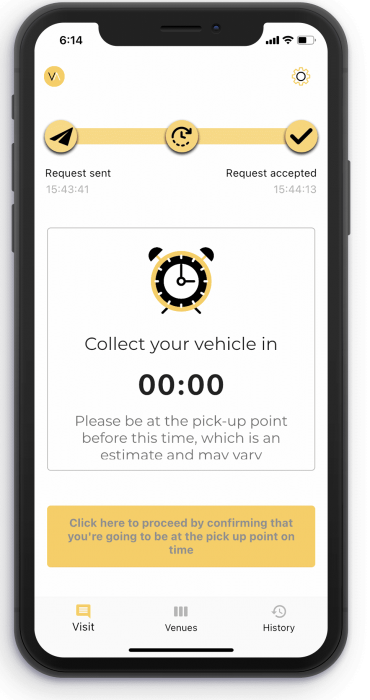 6:14
VA
Request sent
Request accepted
15:43:41
15:44:13
Collect your vehicle in
00:00
Please be at the pick-up point
before this time, which is an
estimate and may vary
Click here to proceed by confirming that
you're going to be at the pick up point on
time
Visit
Venues
History